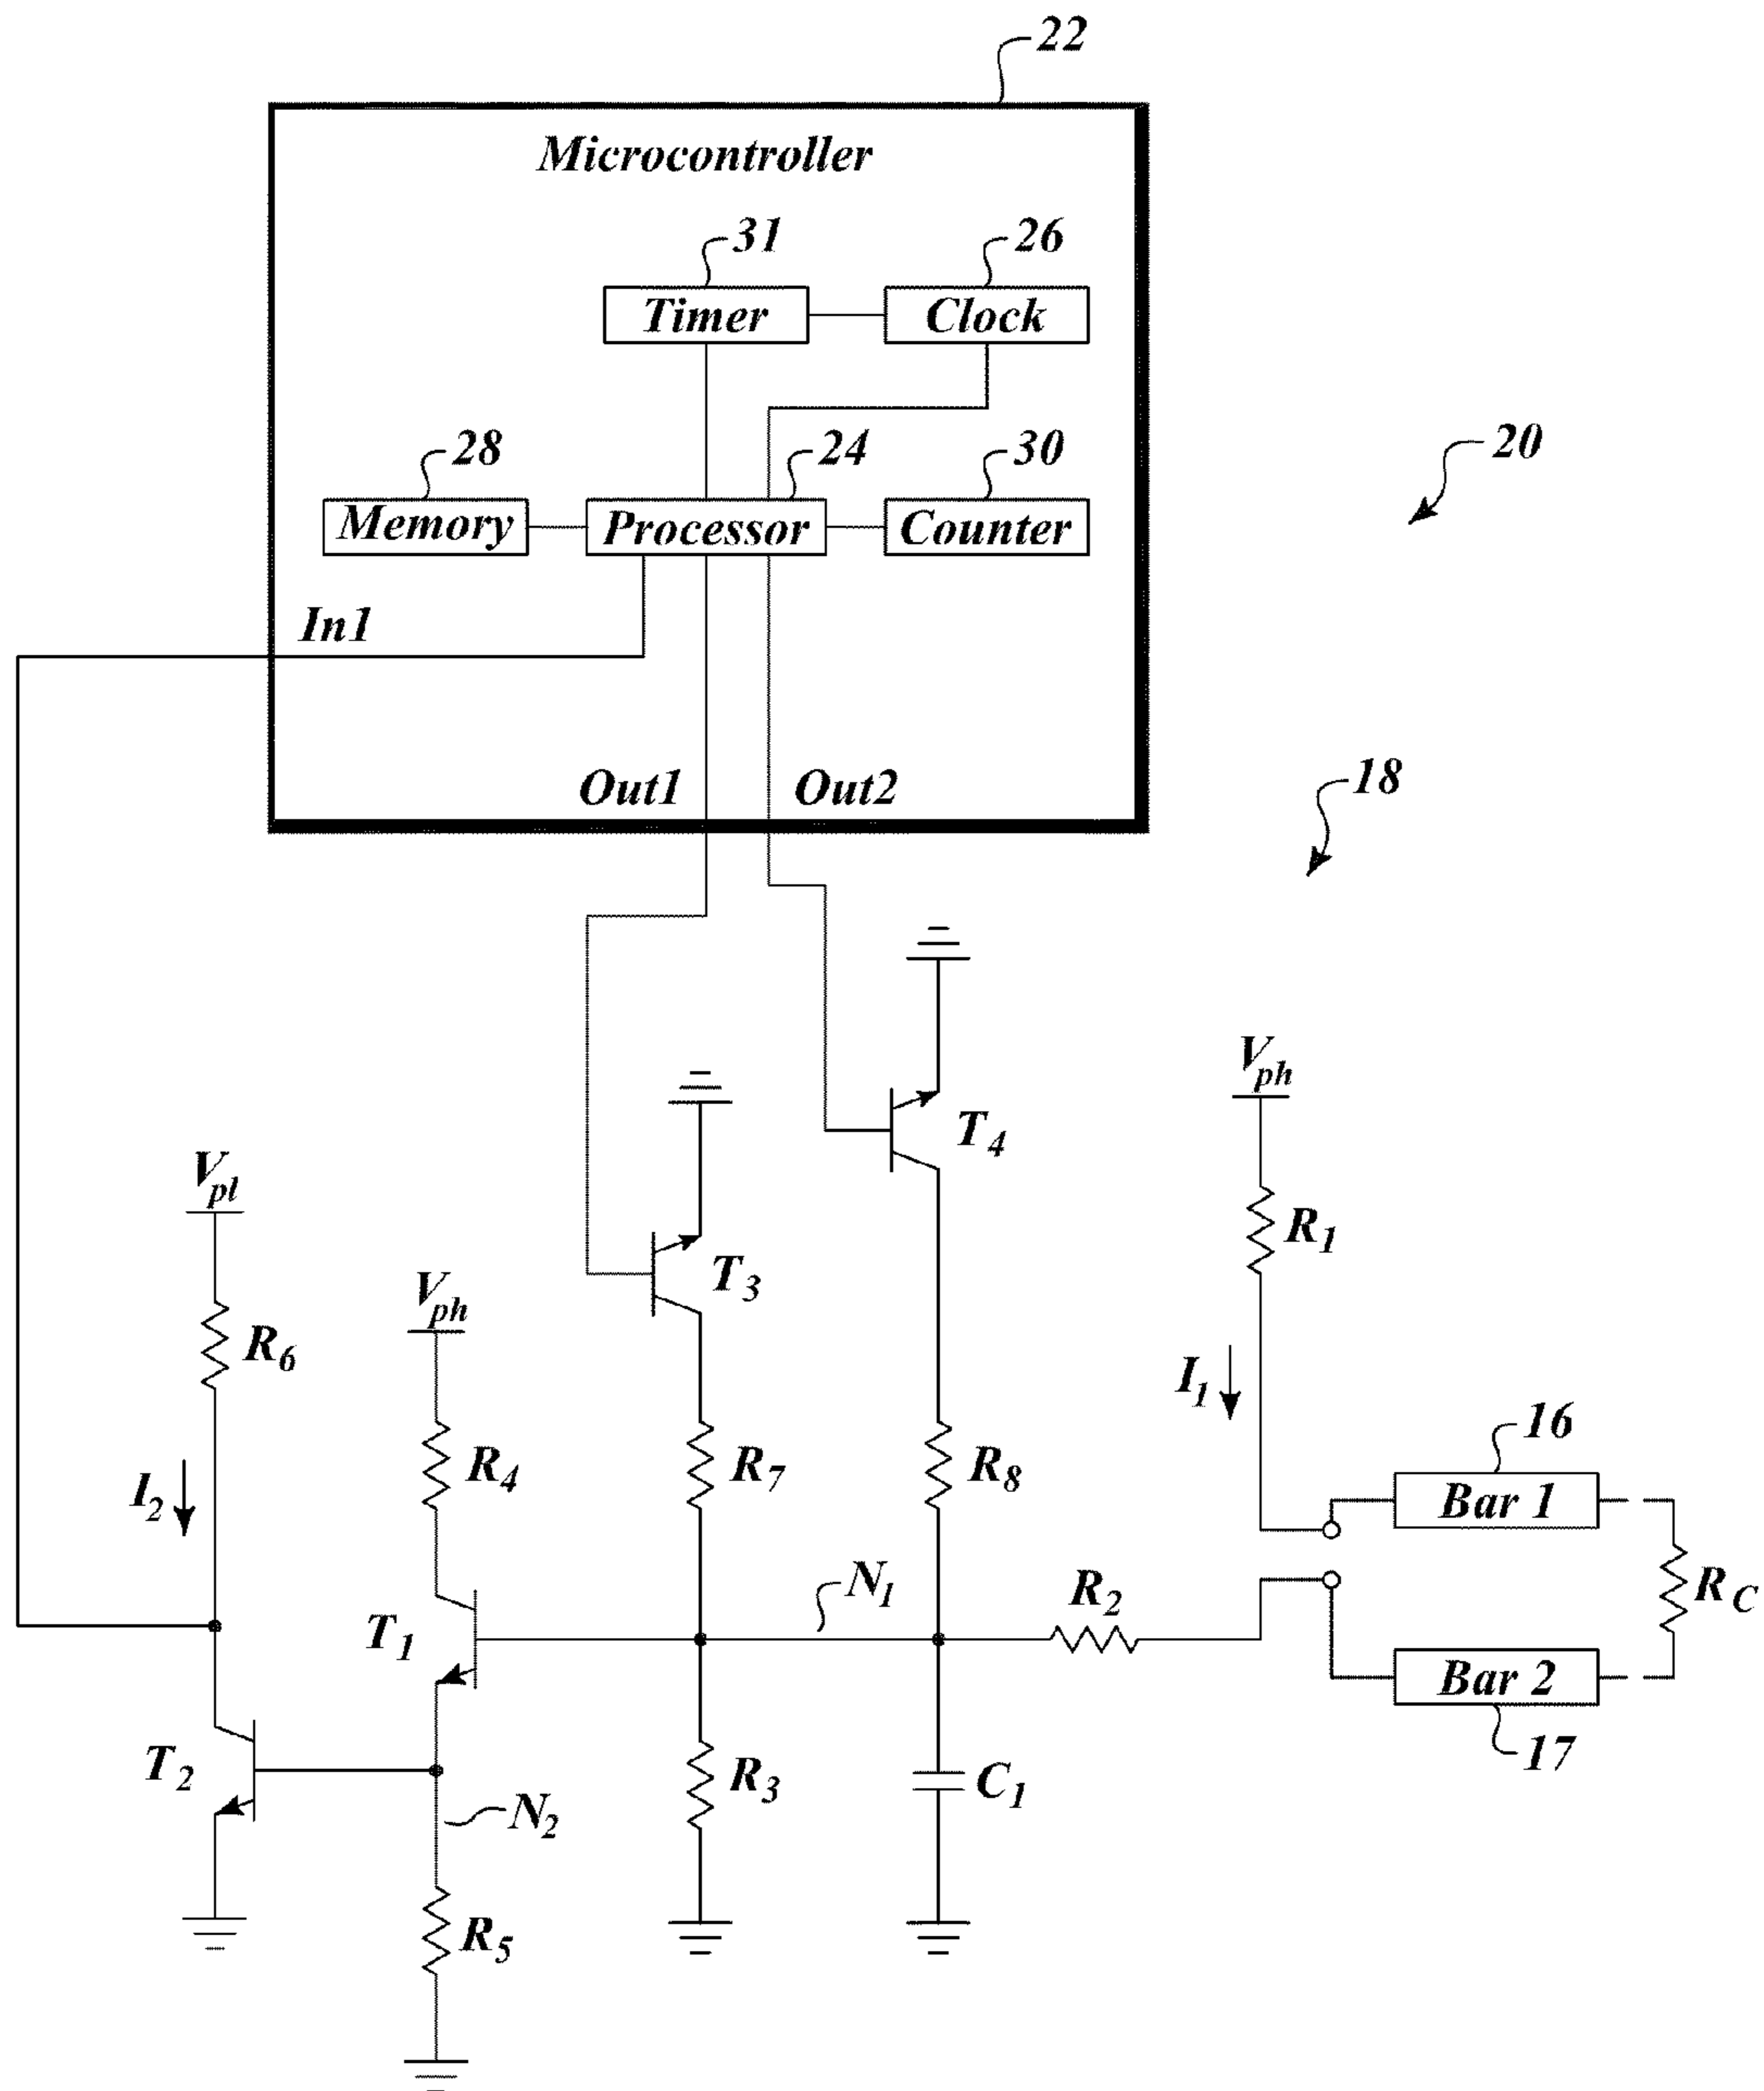 22
Microcontroller
31
26
Timer
Clock
28
24
30
20
Memory
Processor
Counter
In1
Out1
Out2
18
Vph
T4
Vpl
R1
T3
Vph
R6
I1
16
R4
R7
R8
Bar 1
I2
N1
R2
RC
T1
Bar 2
T2
R3
C1
17
N2
R5